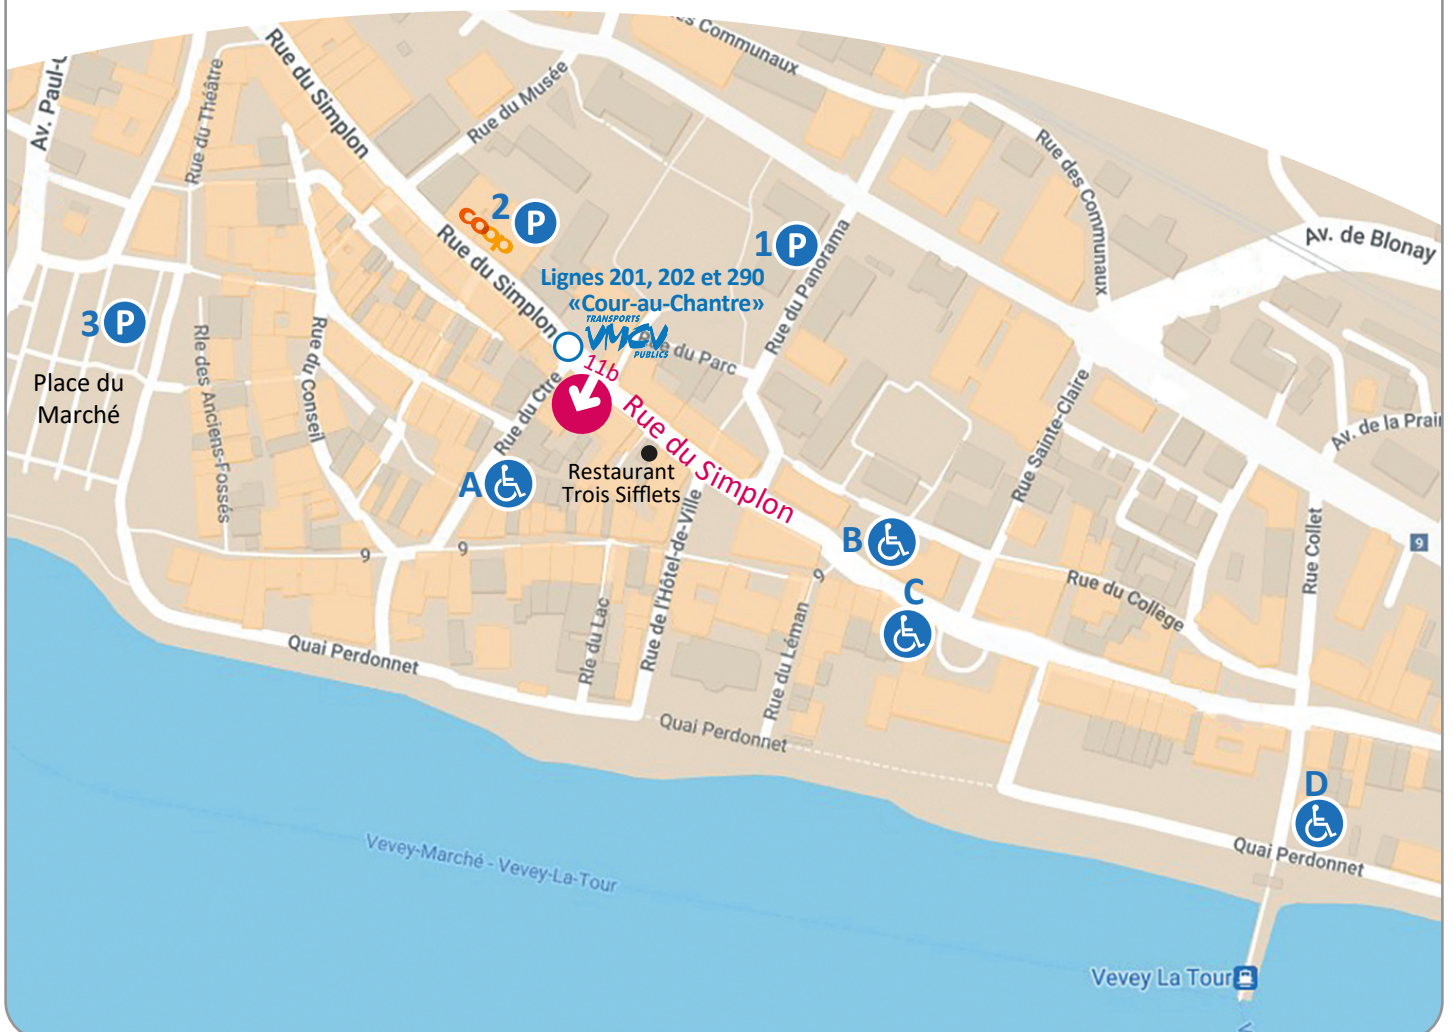 Communaux
Rue du Simplon
Av. Paul-
Rue du Théâtre
Rue du Musée
Rue des Communaux
Av. de Blonay
2
P
coop
Rue du Simplon
1
P
Rue du Panorama
Lignes 201, 202 et 290
«Cour-au-Chantre»
TRANSPORTS
VMCV
PUBLICS
du Parc
3
P
Place du
Marché
Rle des Anciens-Fossés
Rue du Conseil
11b
Rue du Ctre
Rue du Simplon
Rue Sainte-Claire
Av. de la Prairi
Restaurant
Trois Sifflets
A
B
C
9
9
9
9
Rue Collet
Rue du Collège
Rue de l'Hôtel-de-Ville
Rle du Lac
Rue du Léman
Quai Perdonnet
Quai Perdonnet
D
Quai Perdonnet
Vevey-Marché - Vevey-La-Tour
Vevey La Tour